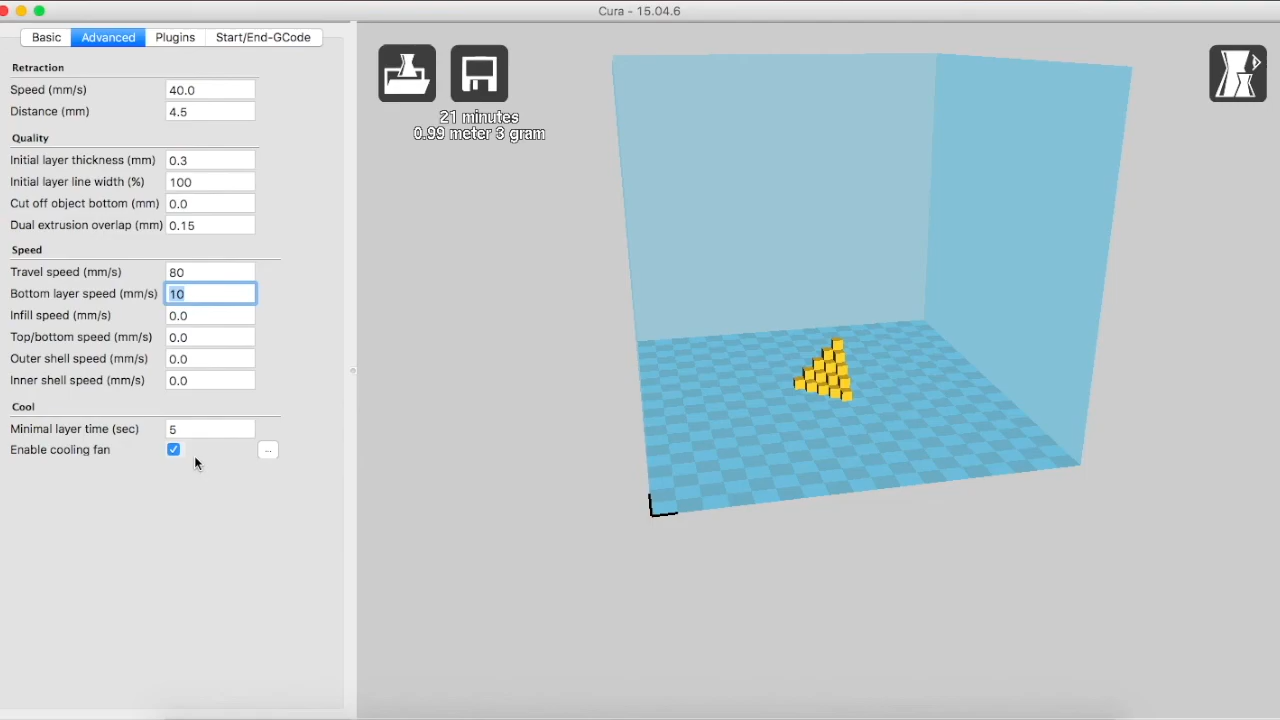 Cura - 15.04.6
Basic Advanced Plugins Start/End-GCode
Retraction
Speed (mm/s) 40.0
Distance (mm) 4.5
Quality
Initial layer thickness (mm) 0.3
Initial layer line width (%) 100
Cut off object bottom (mm) 0.0
Dual extrusion overlap (mm) 0.15
Speed
Travel speed (mm/s) 80
Bottom layer speed (mm/s) 10
Infill speed (mm/s) 0.0
Top/bottom speed (mm/s) 0.0
Outer shell speed (mm/s) 0.0
Inner shell speed (mm/s) 0.0
Cool
Minimal layer time (sec) 5
Enable cooling fan ...
21 minutes
0.99 meter 3 gram